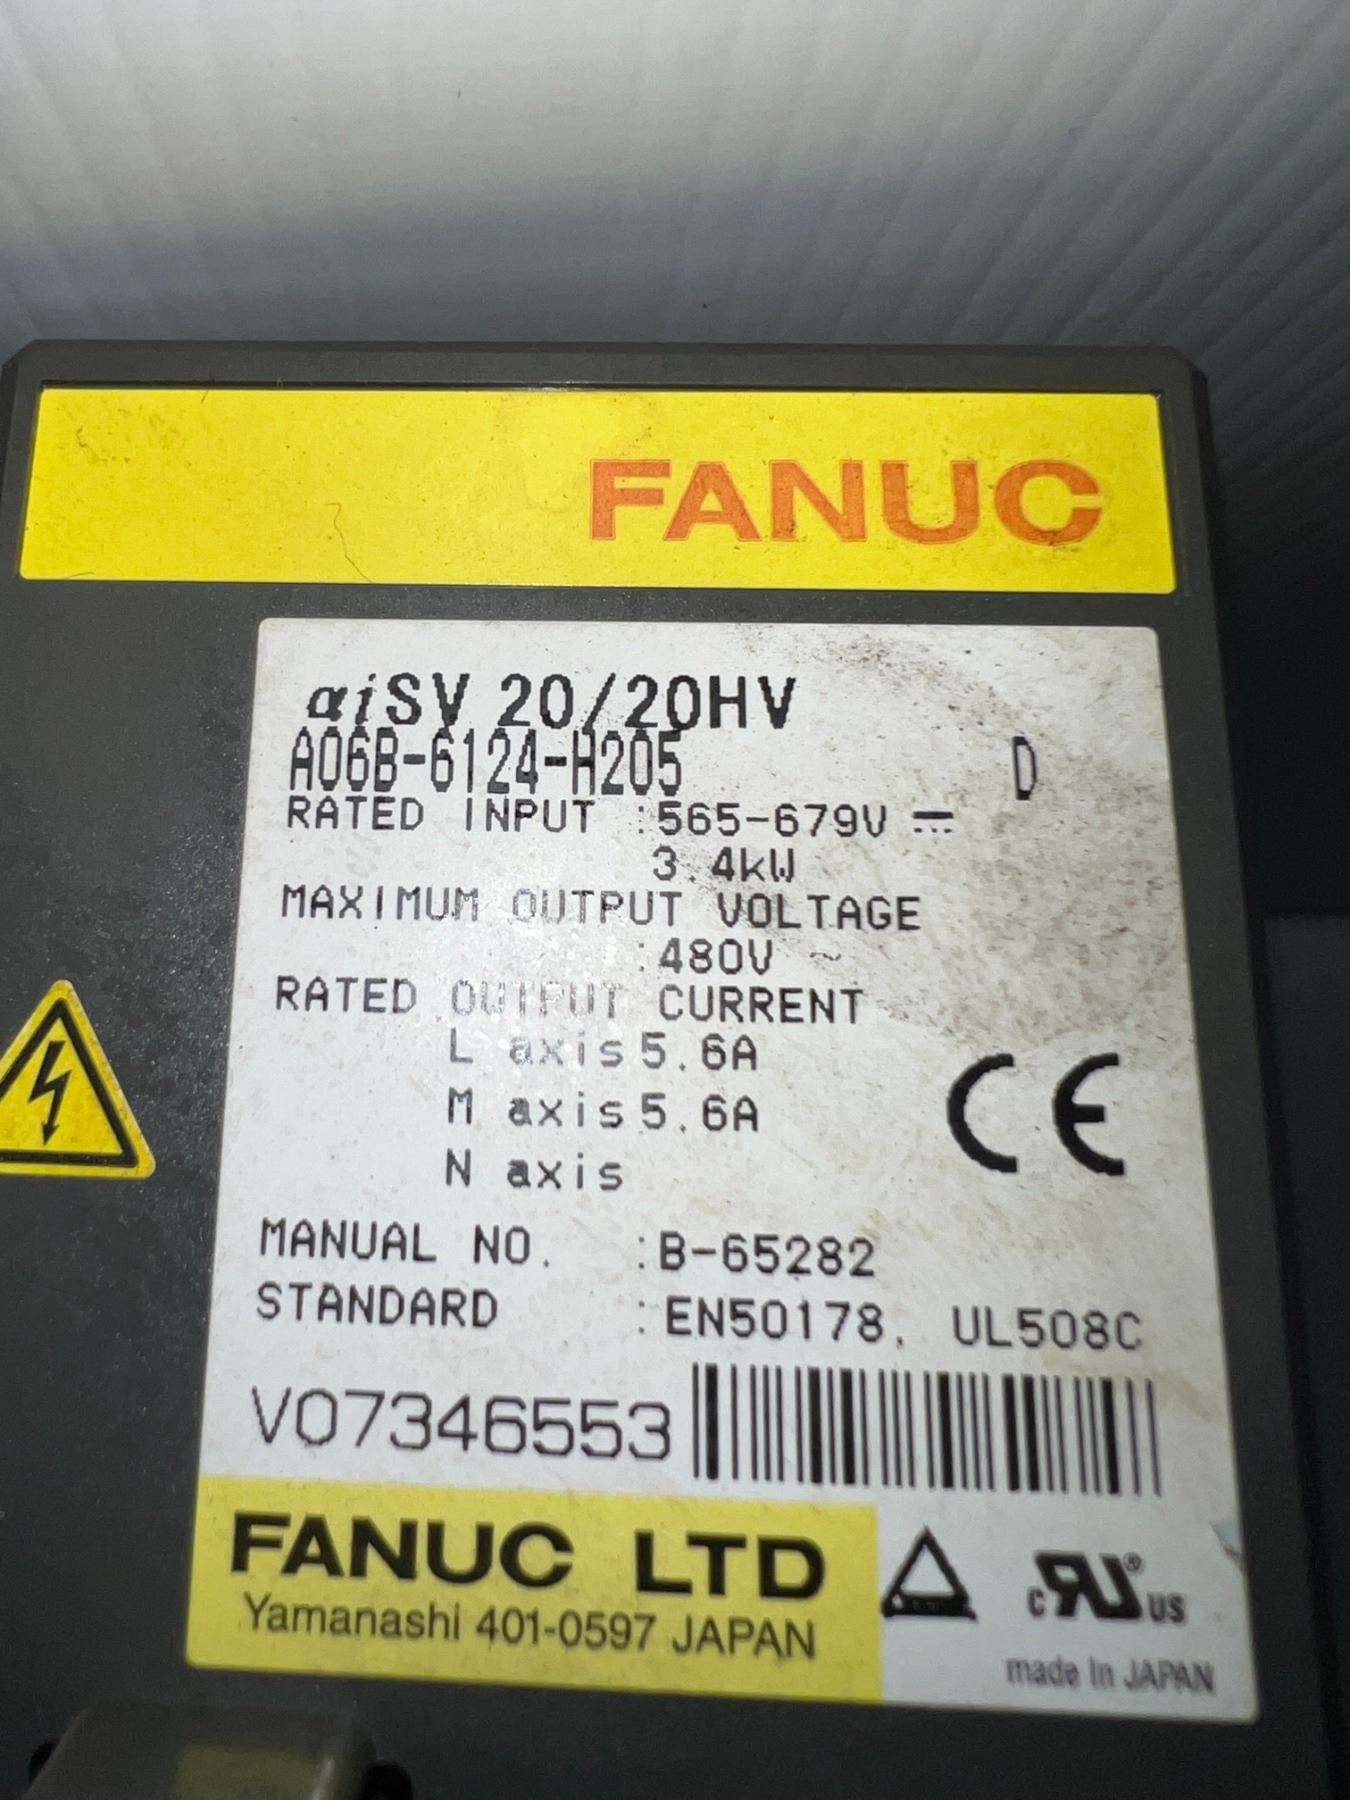 FANUC
αiSV 20/20HV
A06B-6124-H205 D
RATED INPUT :565-679V ⎓
3.4kW
MAXIMUM OUTPUT VOLTAGE
:480V
RATED OUTPUT CURRENT
L axis 5.6A
M axis 5.6A
N axis
CE
MANUAL NO. :B-65282
STANDARD :EN50178, UL508C
V07346553
FANUC LTD
Yamanashi 401-0597 JAPAN
c RU ® US
made in JAPAN